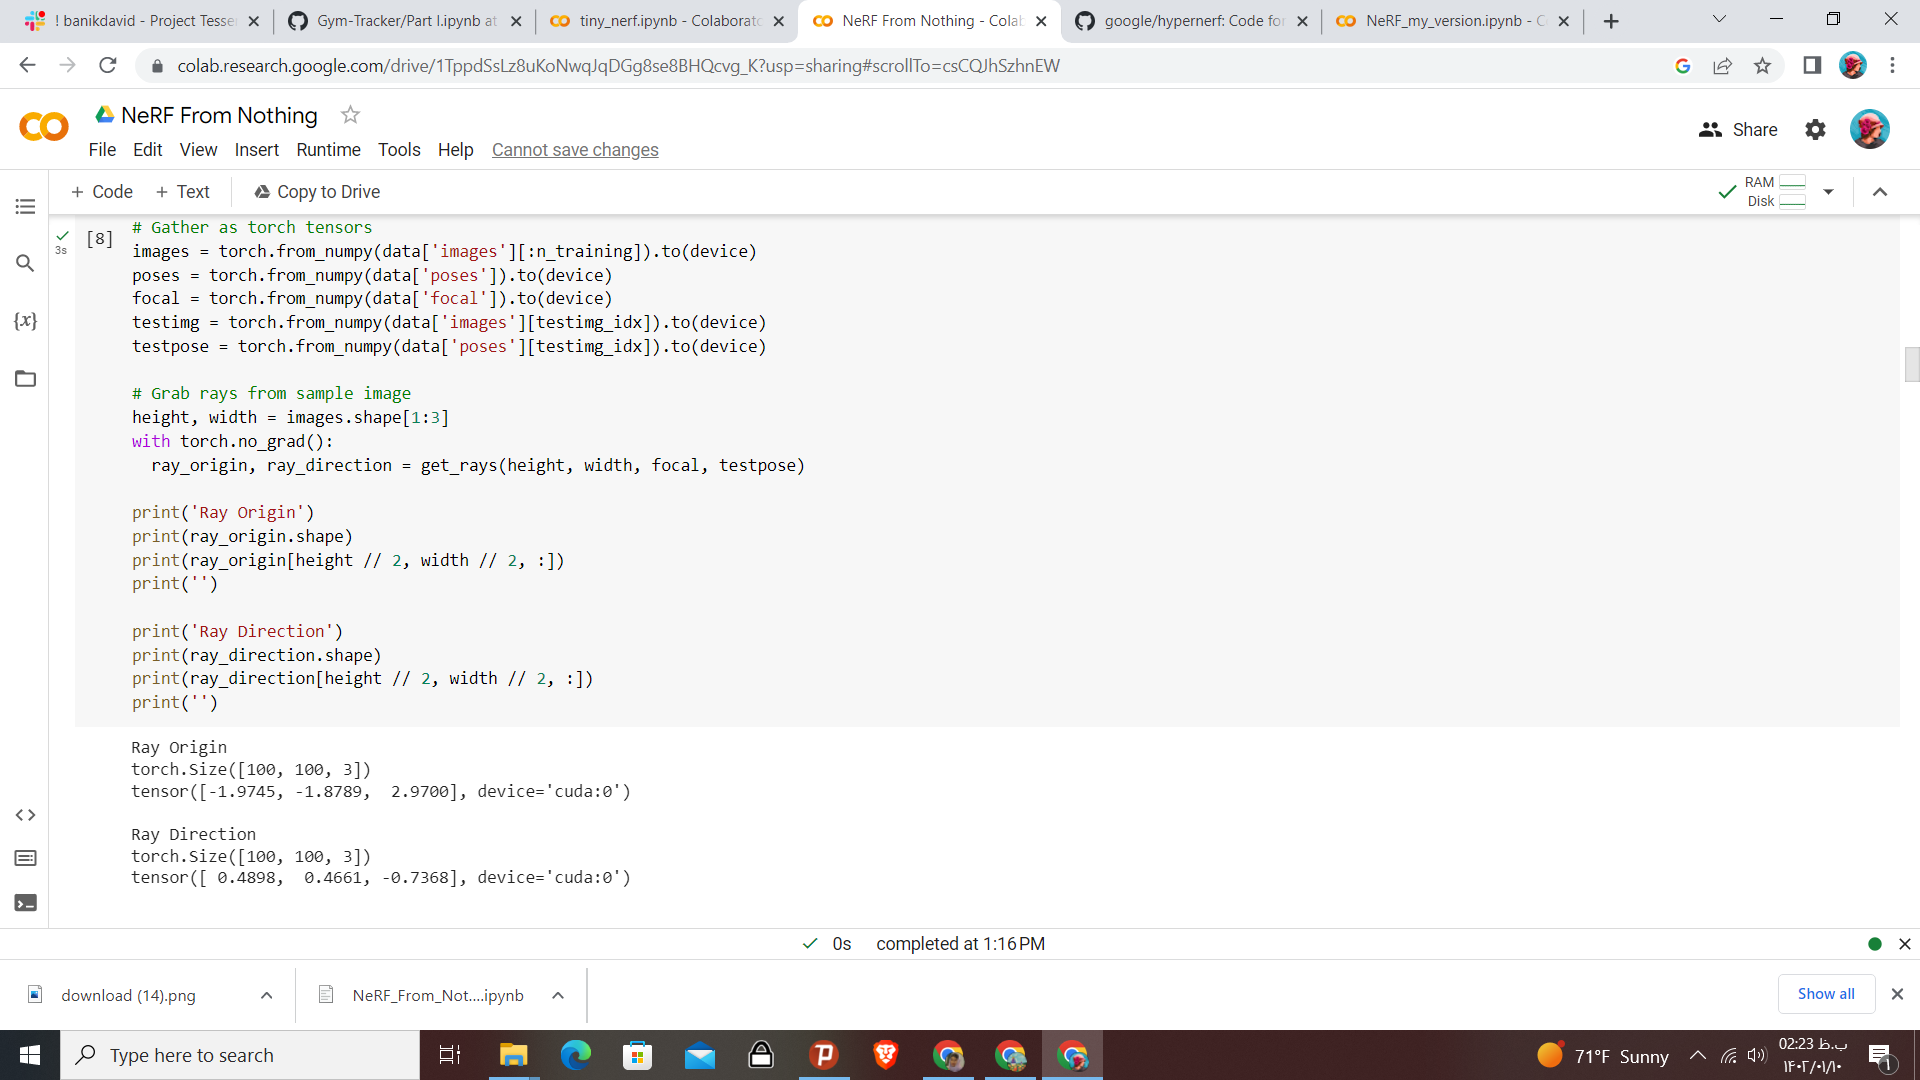 ! banikdavid - Project Tesse
Gym-Tracker/Part I.ipynb at
tiny_nerf.ipynb - Colaborato
NeRF From Nothing - Colab
google/hypernerf: Code for
NeRF_my_version.ipynb - C
colab.research.google.com/drive/1TppdSsLz8uKoNwqJqDGg8se8BHQcvg_K?usp=sharing#scrollTo=csCQJhSzhnEW
NeRF From Nothing
File Edit View Insert Runtime Tools Help Cannot save changes
Share
+ Code + Text Copy to Drive
RAM
Disk
3s
[8]
# Gather as torch tensors
images = torch.from_numpy(data['images'][:n_training]).to(device)
poses = torch.from_numpy(data['poses']).to(device)
focal = torch.from_numpy(data['focal']).to(device)
testimg = torch.from_numpy(data['images'][testimg_idx]).to(device)
testpose = torch.from_numpy(data['poses'][testimg_idx]).to(device)
# Grab rays from sample image
height, width = images.shape[1:3]
with torch.no_grad():
  ray_origin, ray_direction = get_rays(height, width, focal, testpose)
print('Ray Origin')
print(ray_origin.shape)
print(ray_origin[height // 2, width // 2, :])
print('')
print('Ray Direction')
print(ray_direction.shape)
print(ray_direction[height // 2, width // 2, :])
print('')
Ray Origin
torch.Size([100, 100, 3])
tensor([-1.9745, -1.8789,  2.9700], device='cuda:0')
Ray Direction
torch.Size([100, 100, 3])
tensor([ 0.4898,  0.4661, -0.7368], device='cuda:0')
{x}
0s completed at 1:16 PM
download (14).png
NeRF_From_Not....ipynb
Show all
Type here to search
71°F Sunny
02:23 ب.ظ
۱۴۰۲/۰۱/۱۰
1